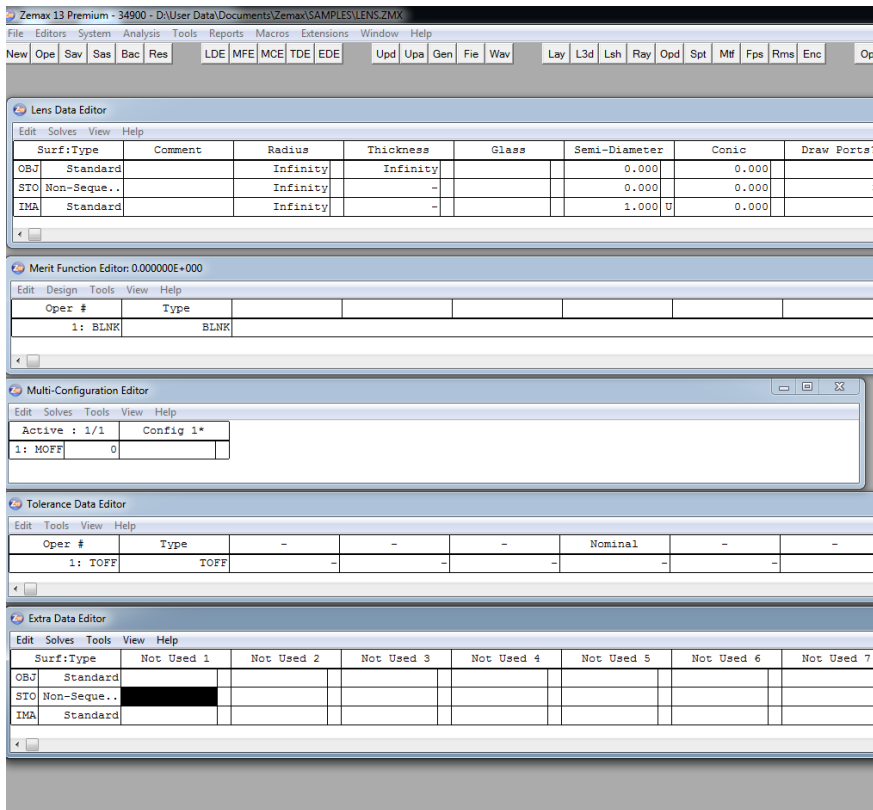 Zemax 13 Premium - 34900 - D:\User Data\Documents\Zemax\SAMPLES\LENS.ZMX
File Editors System Analysis Tools Reports Macros Extensions Window Help
New Ope Sav Sas Bac Res LDE MFE MCE TDE EDE Upd Upa Gen Fie Wav Lay L3d Lsh Ray Opd Spt Mtf Fps Rms Enc Op
Lens Data Editor
Edit Solves View Help
Surf:Type Comment Radius Thickness Glass Semi-Diameter Conic Draw Ports?
OBJ Standard Infinity Infinity 0.000 0.000
STO Non-Seque.. Infinity - 0.000 0.000
IMA Standard Infinity - 1.000 U 0.000
Merit Function Editor: 0.000000E+000
Edit Design Tools View Help
Oper # Type
1: BLNK BLNK
Multi-Configuration Editor
Edit Solves Tools View Help
Active : 1/1 Config 1*
1: MOFF 0
Tolerance Data Editor
Edit Tools View Help
Oper # Type - - - Nominal - -
1: TOFF TOFF - - - - -
Extra Data Editor
Edit Solves Tools View Help
Surf:Type Not Used 1 Not Used 2 Not Used 3 Not Used 4 Not Used 5 Not Used 6 Not Used 7
OBJ Standard
STO Non-Seque..
IMA Standard